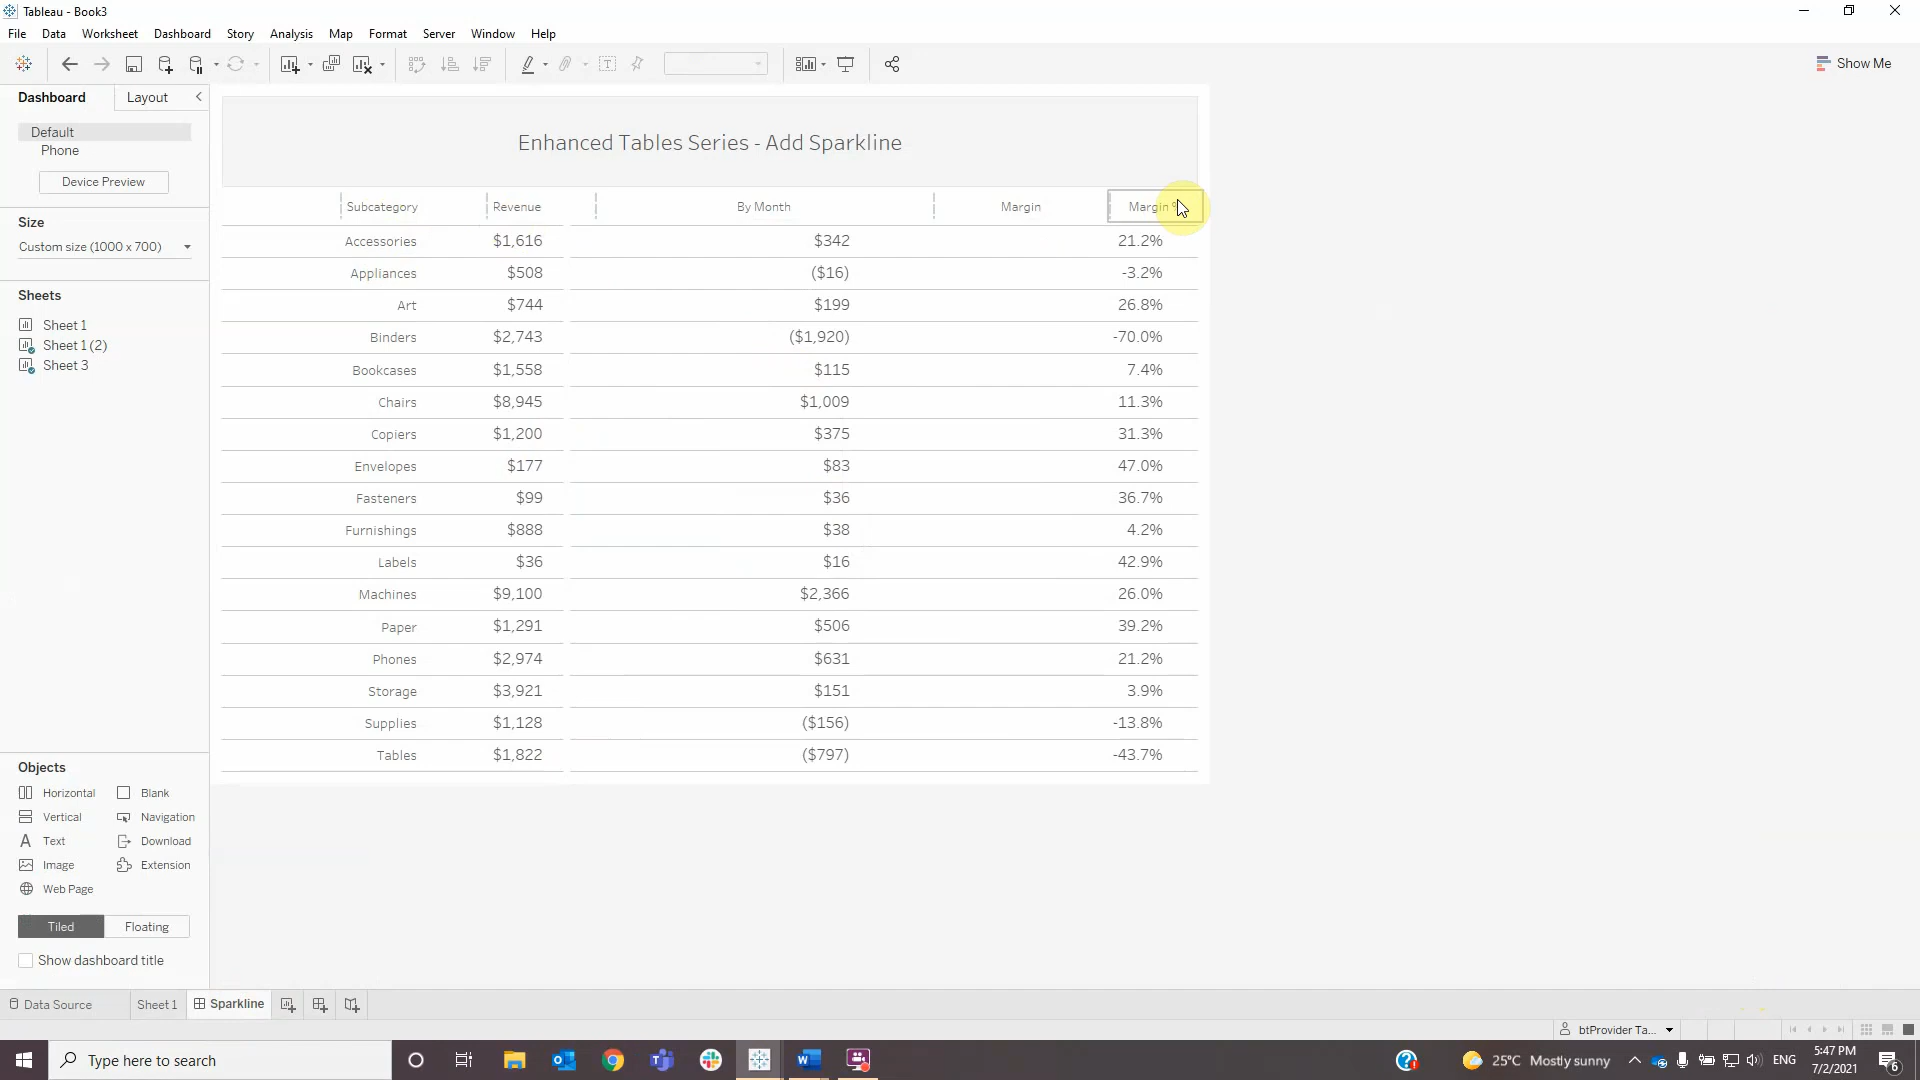 Tableau - Book3
File Data Worksheet Dashboard Story Analysis Map Format Server Window Help
Show Me
Dashboard Layout
Default
Phone
Device Preview
Size
Custom size (1000 x 700)
Sheets
Sheet 1
Sheet 1 (2)
Sheet 3
Enhanced Tables Series - Add Sparkline
Subcategory Revenue By Month Margin Margin %
Accessories $1,616 $342 21.2%
Appliances $508 ($16) -3.2%
Art $744 $199 26.8%
Binders $2,743 ($1,920) -70.0%
Bookcases $1,558 $115 7.4%
Chairs $8,945 $1,009 11.3%
Copiers $1,200 $375 31.3%
Envelopes $177 $83 47.0%
Fasteners $99 $36 36.7%
Furnishings $888 $38 4.2%
Labels $36 $16 42.9%
Machines $9,100 $2,366 26.0%
Paper $1,291 $506 39.2%
Phones $2,974 $631 21.2%
Storage $3,921 $151 3.9%
Supplies $1,128 ($156) -13.8%
Tables $1,822 ($797) -43.7%
Objects
Horizontal Blank
Vertical Navigation
Text Download
Image Extension
Web Page
Tiled Floating
Show dashboard title
Data Source Sheet 1 Sparkline
btProvider Ta...
Type here to search
25°C Mostly sunny
ENG
5:47 PM
7/2/2021
6